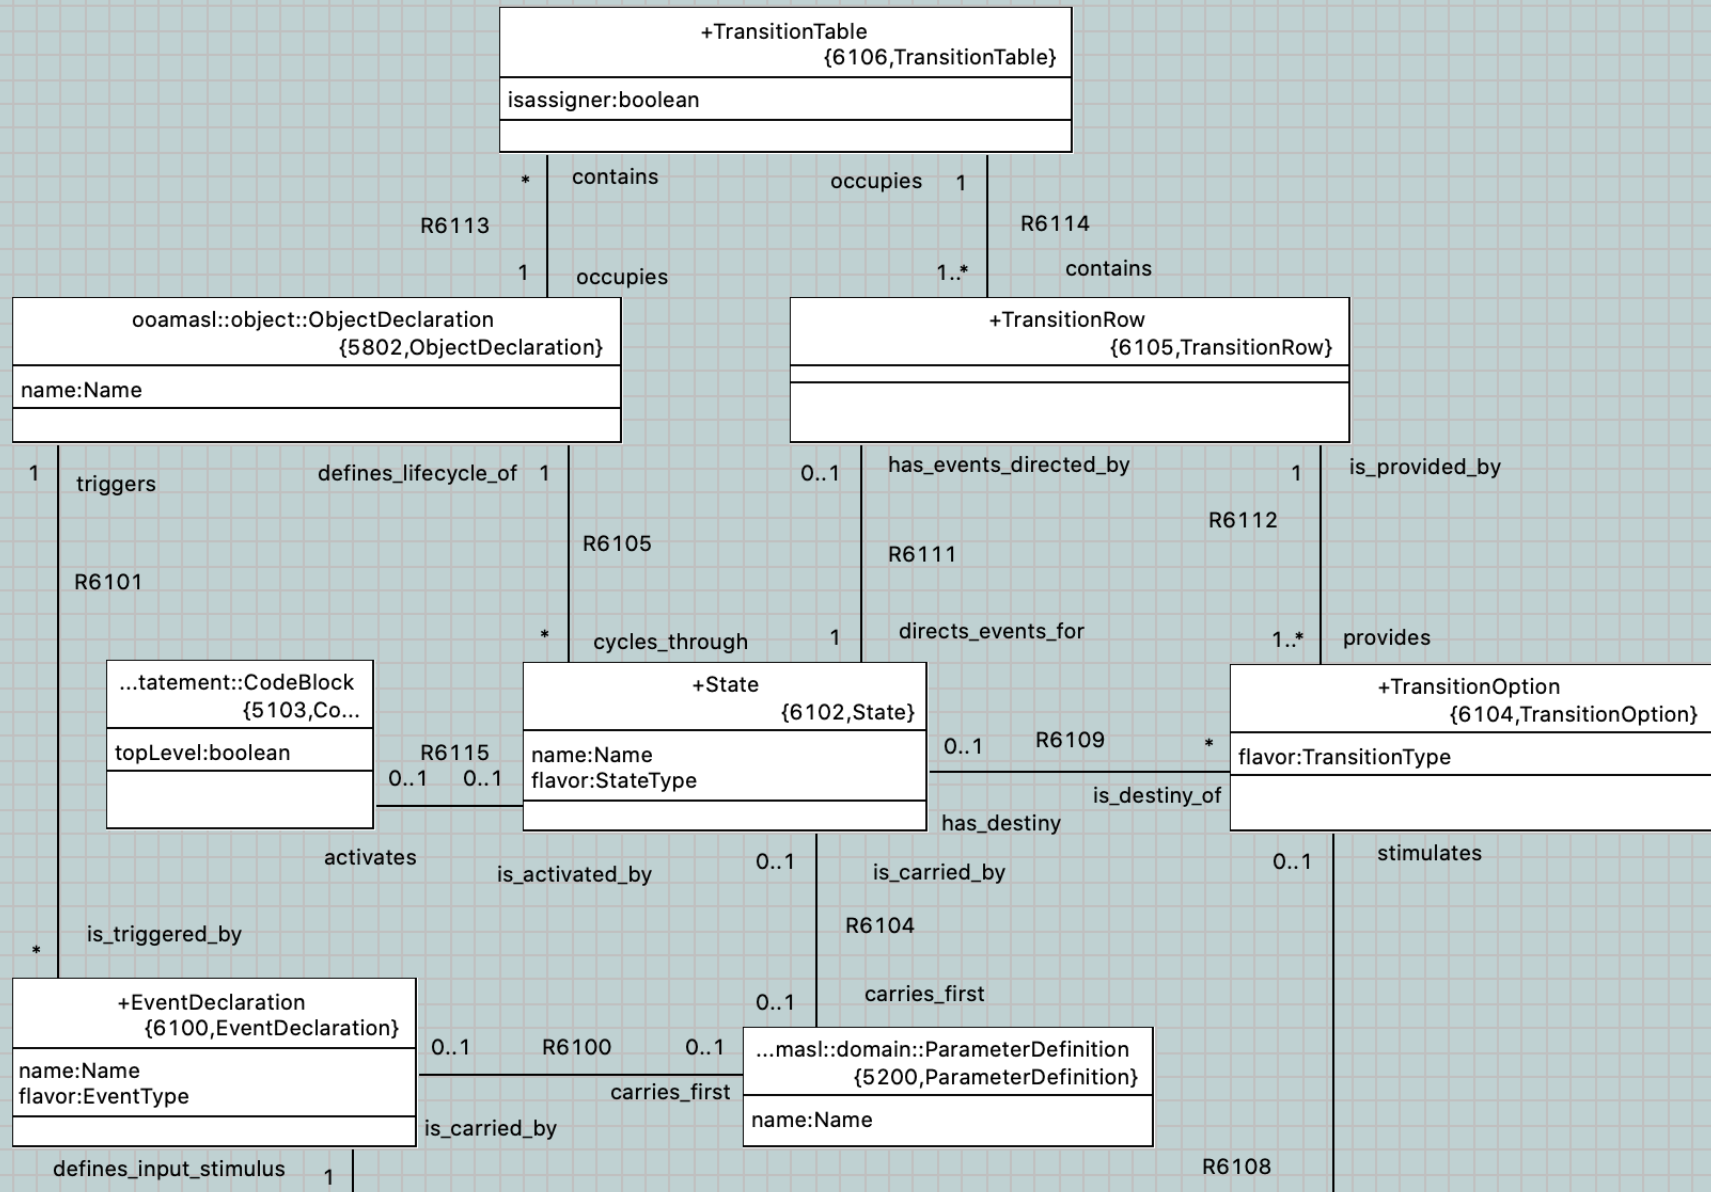 +TransitionTable
{6106,TransitionTable}
isassigner:boolean
* contains
occupies 1
R6113
R6114
1 occupies
1..* contains
ooamasl::object::ObjectDeclaration
{5802,ObjectDeclaration}
name:Name
+TransitionRow
{6105,TransitionRow}
1 triggers
defines_lifecycle_of 1
0..1 has_events_directed_by
1 is_provided_by
R6112
R6105
R6111
R6101
* cycles_through
1 directs_events_for
1..* provides
...tatement::CodeBlock
{5103,Co...
topLevel:boolean
+State
{6102,State}
name:Name
flavor:StateType
+TransitionOption
{6104,TransitionOption}
flavor:TransitionType
R6115
0..1 0..1
0..1 R6109 *
is_destiny_of
has_destiny
activates
is_activated_by
0..1 is_carried_by
0..1 stimulates
R6104
is_triggered_by
*
0..1 carries_first
+EventDeclaration
{6100,EventDeclaration}
name:Name
flavor:EventType
0..1 R6100 0..1
carries_first
is_carried_by
...masl::domain::ParameterDefinition
{5200,ParameterDefinition}
name:Name
defines_input_stimulus 1
R6108